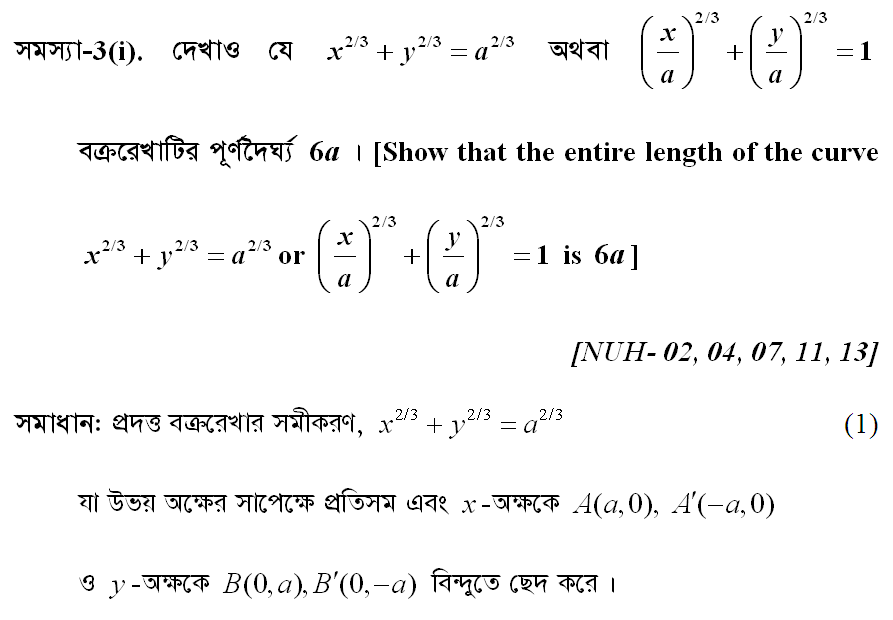 সমস্যা-3(i). দেখাও যে x^{2/3} + y^{2/3} = a^{2/3} অথবা (x/a)^{2/3} + (y/a)^{2/3} = 1
বক্ররেখাটির পূর্ণদৈর্ঘ্য 6a । [Show that the entire length of the curve
x^{2/3} + y^{2/3} = a^{2/3} or (x/a)^{2/3} + (y/a)^{2/3} = 1 is 6a]
[NUH- 02, 04, 07, 11, 13]
সমাধান: প্রদত্ত বক্ররেখার সমীকরণ, x^{2/3} + y^{2/3} = a^{2/3} (1)
যা উভয় অক্ষের সাপেক্ষে প্রতিসম এবং x-অক্ষকে A(a,0), A′(−a,0)
ও y-অক্ষকে B(0,a), B′(0,−a) বিন্দুতে ছেদ করে ।